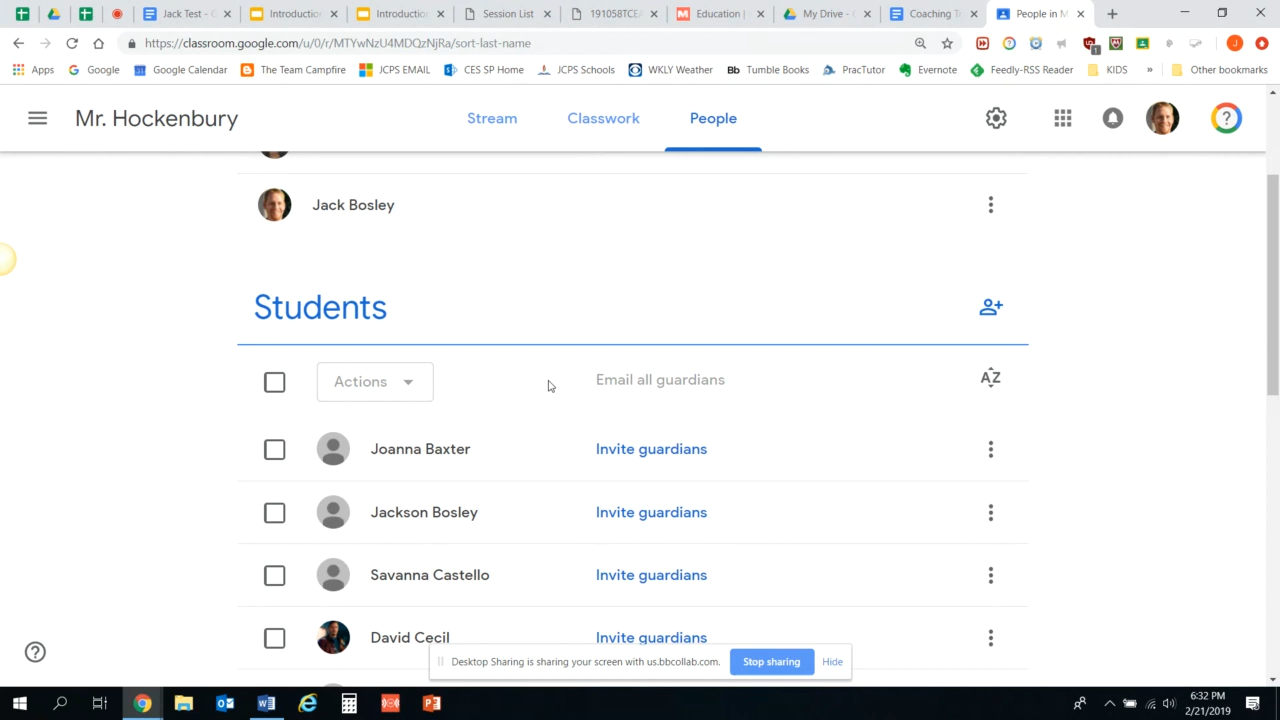 Jack Test - G
Introduction
Introduction
Session List
191058TCEA
Education (
My Drive - G
Coaching T
People in M
https://classroom.google.com/u/0/r/MTYwNzU4MDQzNjRa/sort-last-name
Apps
Google
Google Calendar
The Team Campfire
JCPS EMAIL
CES SP Home
JCPS Schools
WKLY Weather
Bb Tumble Books
PracTutor
Evernote
Feedly-RSS Reader
KIDS
»
Other bookmarks
Mr. Hockenbury
Stream
Classwork
People
Jack Bosley
Students
Actions
Email all guardians
AZ
Joanna Baxter
Invite guardians
Jackson Bosley
Invite guardians
Savanna Castello
Invite guardians
David Cecil
Invite guardians
Desktop Sharing is sharing your screen with us.bbcollab.com.
Stop sharing
Hide
6:32 PM
2/21/2019